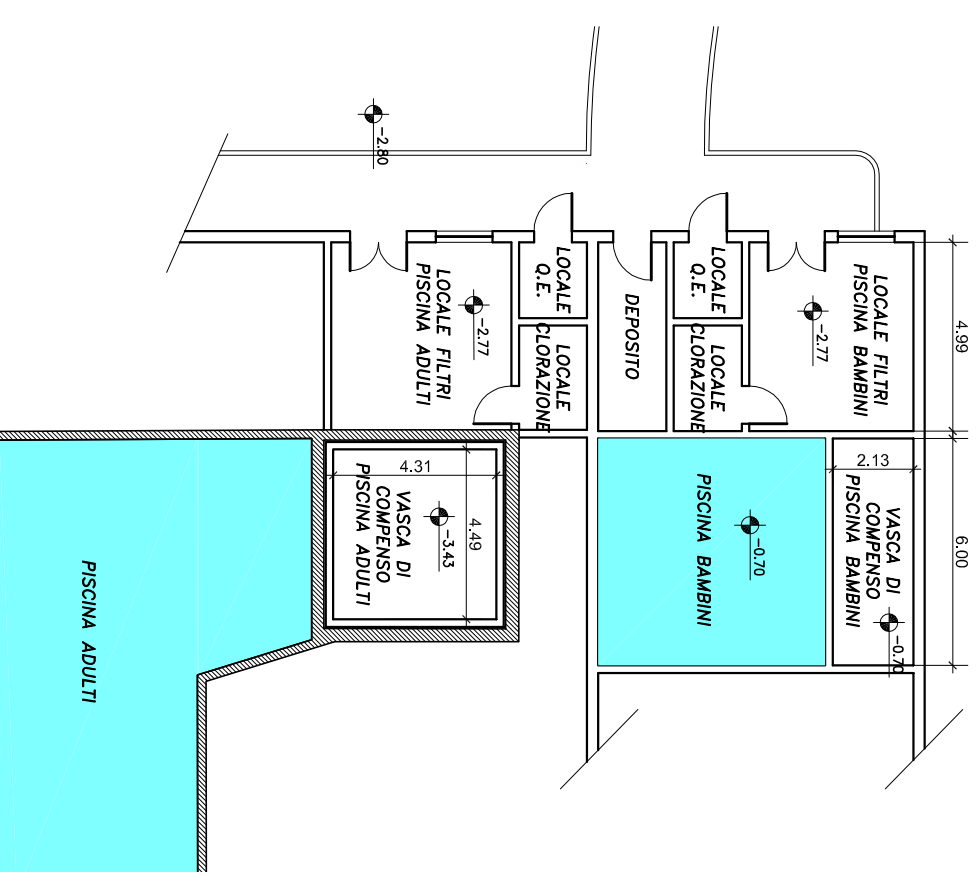 -2.80
LOCALE FILTRI
PISCINA ADULTI
-2.77
LOCALE
Q.E.
LOCALE
CLORAZIONE
DEPOSITO
LOCALE
Q.E.
LOCALE
CLORAZIONE
-2.77
LOCALE FILTRI
PISCINA BAMBINI
4.99
4.31
4.49
VASCA DI
COMPENSO
PISCINA ADULTI
-3.43
PISCINA BAMBINI
-0.70
2.13
VASCA DI
COMPENSO
PISCINA BAMBINI
-0.70
6.00
PISCINA ADULTI